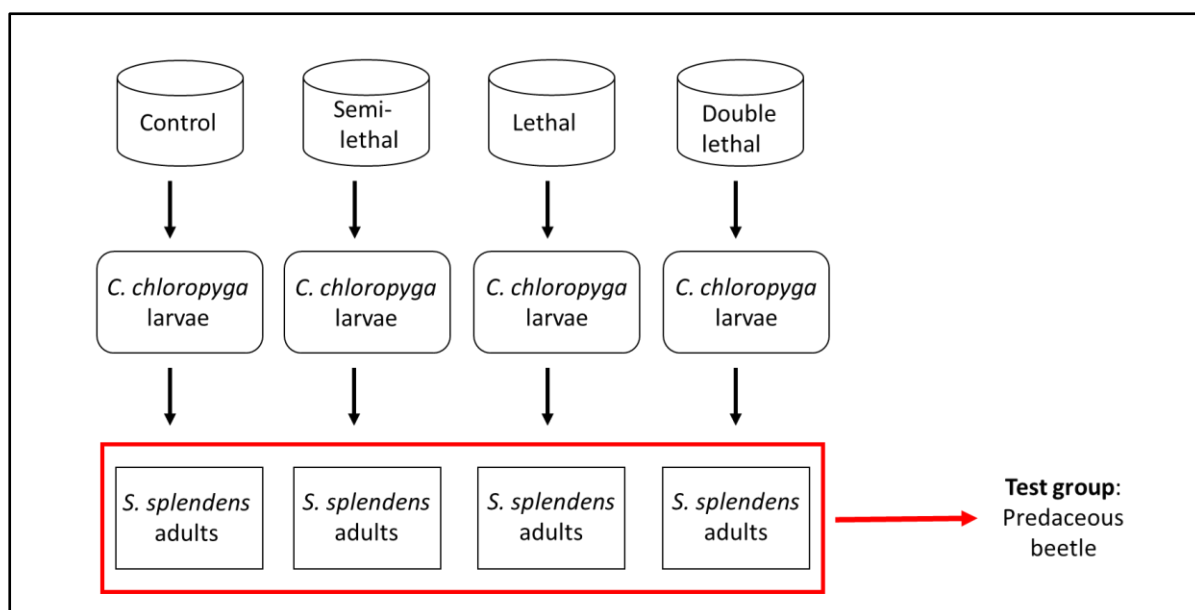 Control
Semi-
lethal
Lethal
Double
lethal
C. chloropyga
larvae
C. chloropyga
larvae
C. chloropyga
larvae
C. chloropyga
larvae
S. splendens
adults
S. splendens
adults
S. splendens
adults
S. splendens
adults
Test group:
Predaceous
beetle